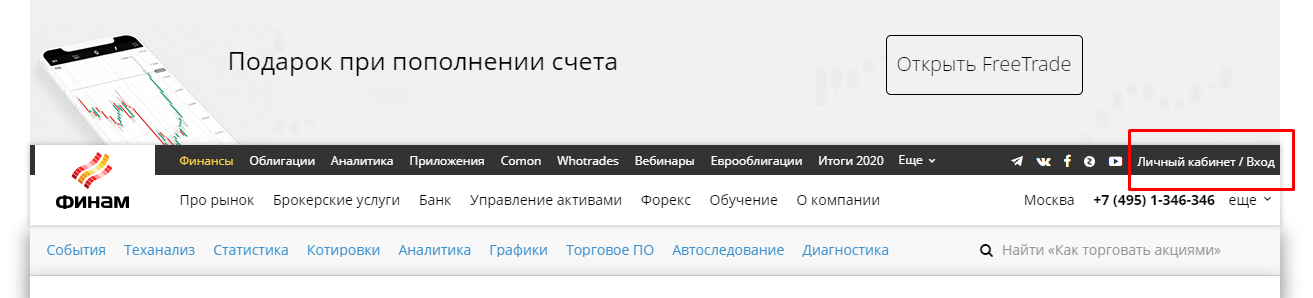 Подарок при пополнении счета
Открыть FreeTrade
Финансы Облигации Аналитика Приложения Comon Whotrades Вебинары Еврооблигации Итоги 2020 Еще Личный кабинет / Вход
ФИНАМ
Про рынок Брокерские услуги Банк Управление активами Форекс Обучение О компании Москва +7 (495) 1-346-346 еще
События Теханализ Статистика Котировки Аналитика Графики Торговое ПО Автоследование Диагностика Найти «Как торговать акциями»